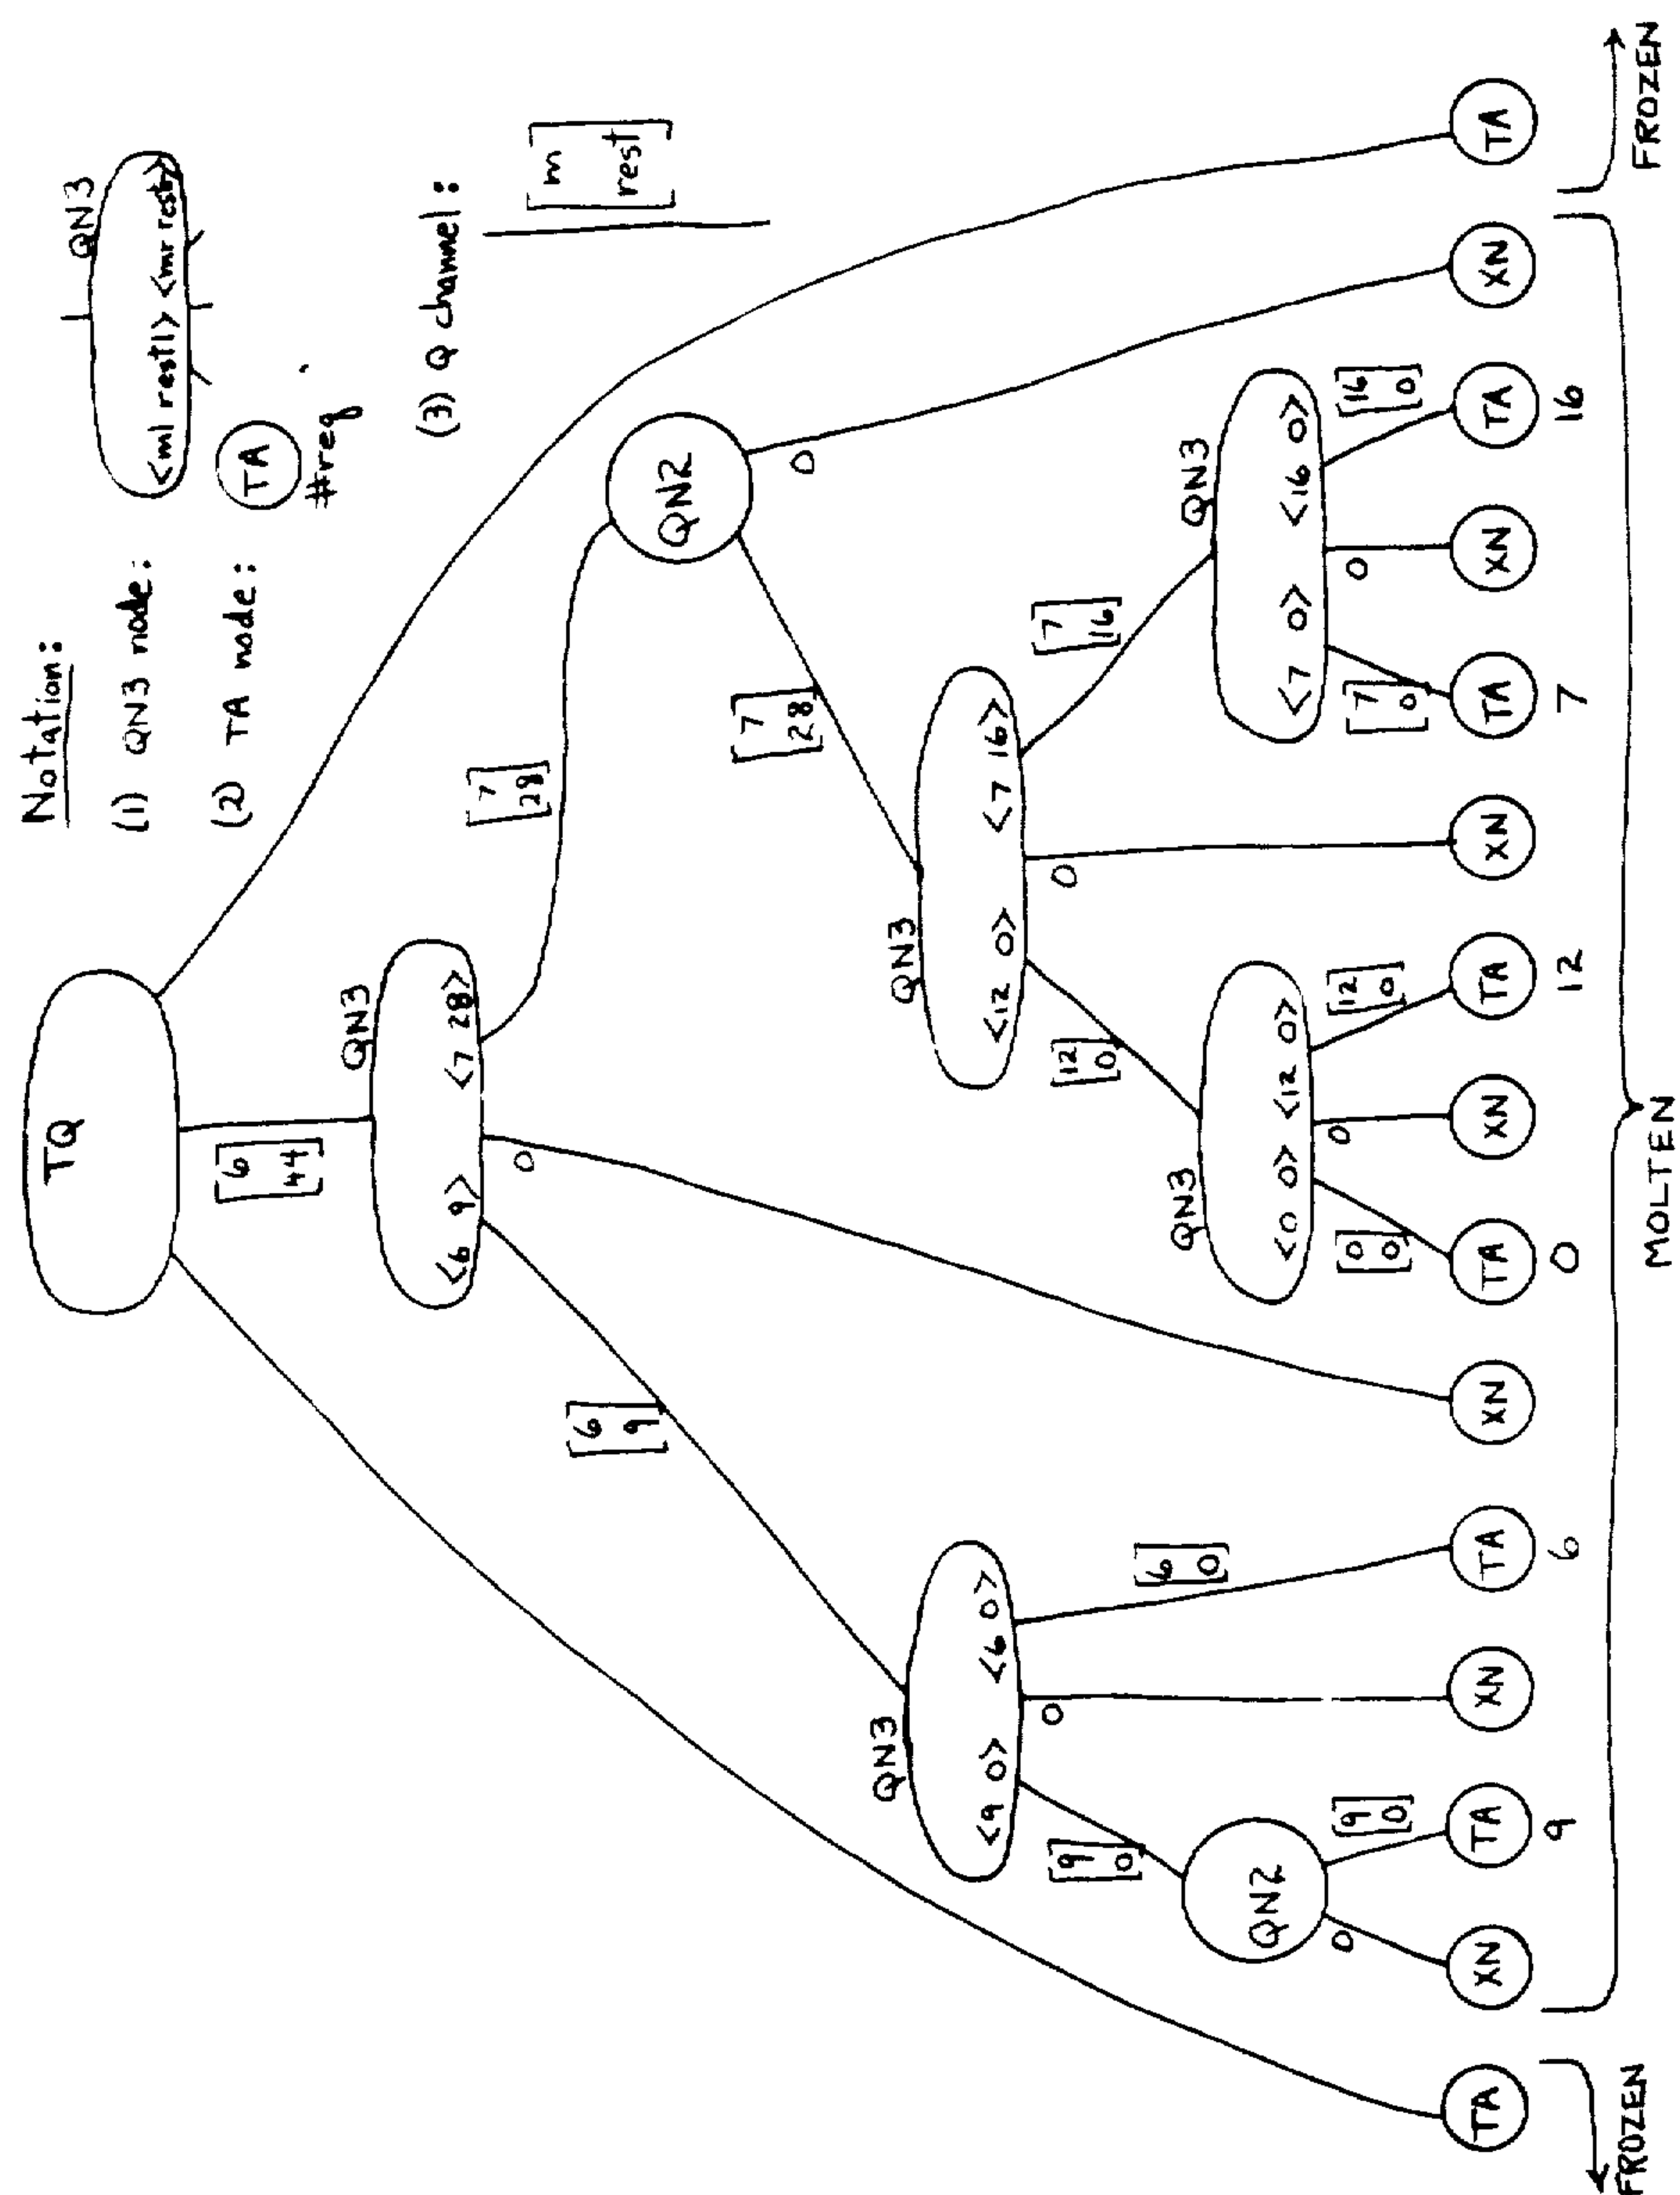 Notation:
(1) QN3 node:
QN3
<ml restl> <mr restr>
(2) TA node:
TA
#req
(3) Q channel:
m
rest
TQ
6
44
QN3
<6 9> <7 28>
0
7
28
6
9
QN2
0
7
28
QN3
<9 0> <6 0>
0
QN3
<12 0> <7 16>
0
9
0
6
0
12
0
7
16
QN2
QN3
<0 0> <12 0>
QN3
<7 0> <16 0>
0
9
0
0
0
0
12
0
7
0
0
16
0
TA XN TA XN TA XN TA XN TA XN TA XN TA XN TA
9 6 0 12 7 16
FROZEN MOLTEN FROZEN